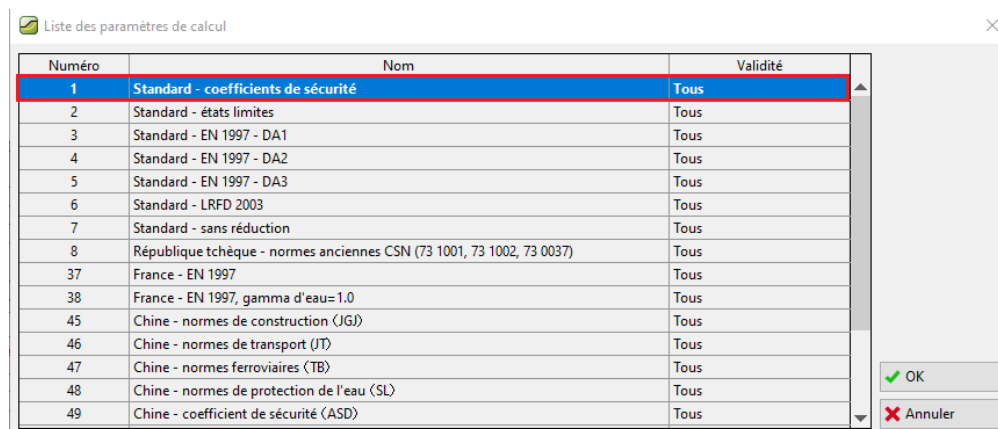 Liste des paramètres de calcul
Numéro Nom Validité
1 Standard - coefficients de sécurité Tous
2 Standard - états limites Tous
3 Standard - EN 1997 - DA1 Tous
4 Standard - EN 1997 - DA2 Tous
5 Standard - EN 1997 - DA3 Tous
6 Standard - LRFD 2003 Tous
7 Standard - sans réduction Tous
8 République tchèque - normes anciennes CSN (73 1001, 73 1002, 73 0037) Tous
37 France - EN 1997 Tous
38 France - EN 1997, gamma d'eau=1.0 Tous
45 Chine - normes de construction (JGJ) Tous
46 Chine - normes de transport (JT) Tous
47 Chine - normes ferroviaires (TB) Tous
48 Chine - normes de protection de l'eau (SL) Tous
49 Chine - coefficient de sécurité (ASD) Tous
OK
Annuler